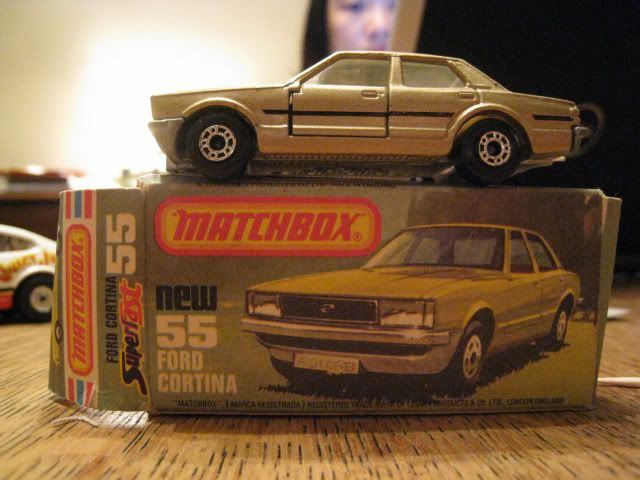 MATCHBOX®
new
55
FORD
CORTINA
"MATCHBOX" (MARCA REGISTRADA) REGISTERED TRADE MARK OF LESNEY PRODUCTS & CO. LTD., LONDON ENGLAND
MATCHBOX
FORD CORTINA 55
Superfast